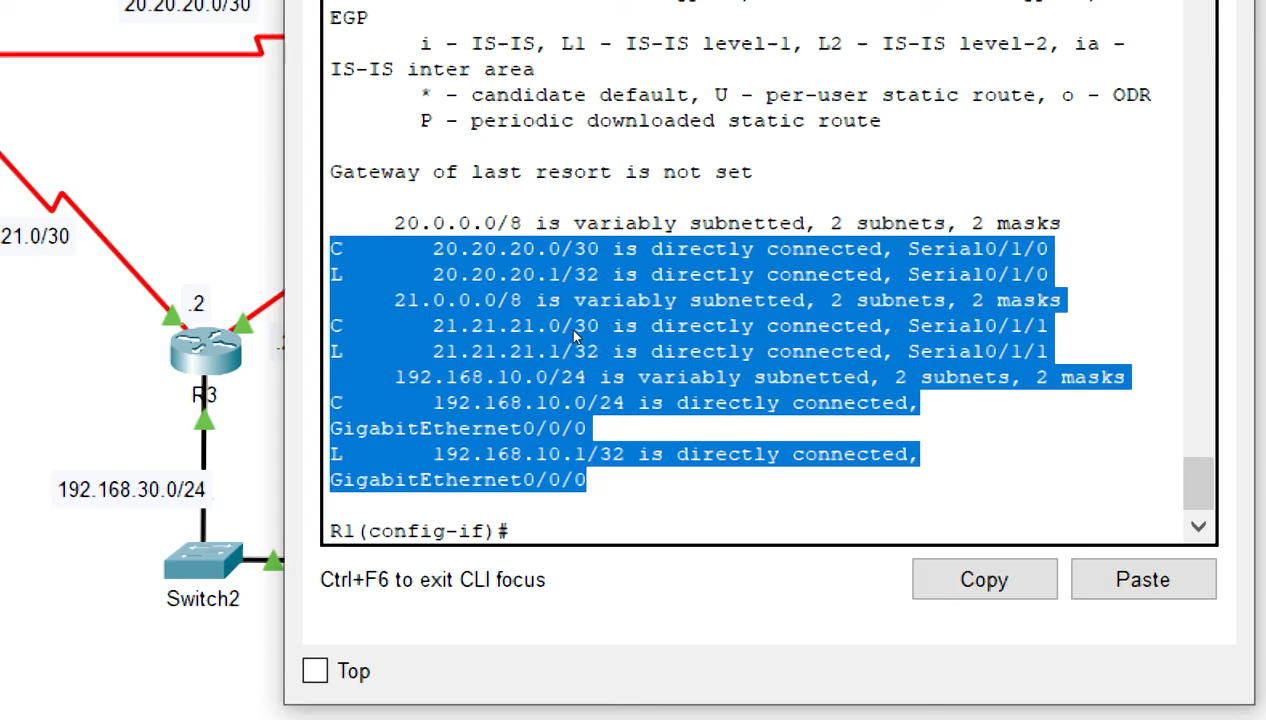 20.20.20.0/30
EGP
i - IS-IS, L1 - IS-IS level-1, L2 - IS-IS level-2, ia -
IS-IS inter area
* - candidate default, U - per-user static route, o - ODR
P - periodic downloaded static route
Gateway of last resort is not set
20.0.0.0/8 is variably subnetted, 2 subnets, 2 masks
C 20.20.20.0/30 is directly connected, Serial0/1/0
L 20.20.20.1/32 is directly connected, Serial0/1/0
21.0.0.0/8 is variably subnetted, 2 subnets, 2 masks
C 21.21.21.0/30 is directly connected, Serial0/1/1
L 21.21.21.1/32 is directly connected, Serial0/1/1
192.168.10.0/24 is variably subnetted, 2 subnets, 2 masks
C 192.168.10.0/24 is directly connected,
GigabitEthernet0/0/0
L 192.168.10.1/32 is directly connected,
GigabitEthernet0/0/0
R1(config-if)#
Ctrl+F6 to exit CLI focus
Copy
Paste
Top
21.0/30
.2
R3
192.168.30.0/24
Switch2